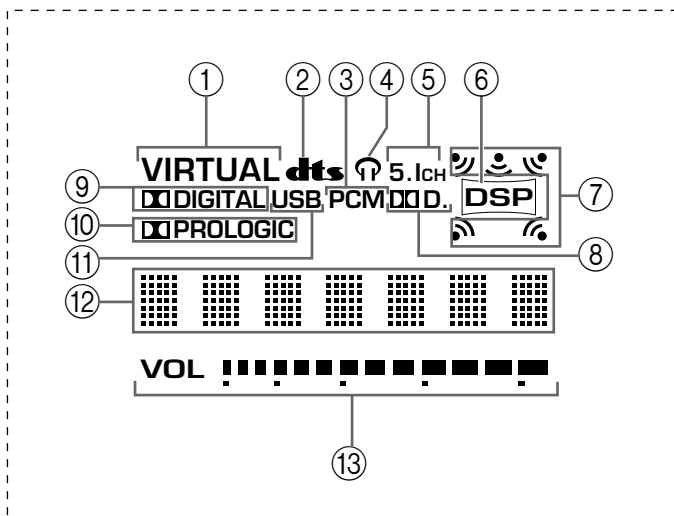 ① ② ③ ④ ⑤ ⑥
VIRTUAL dts 5.1CH
⑨ DIGITAL USB PCM D. DSP ⑦
⑩ PROLOGIC
⑪ ⑧
⑫
VOL
⑬